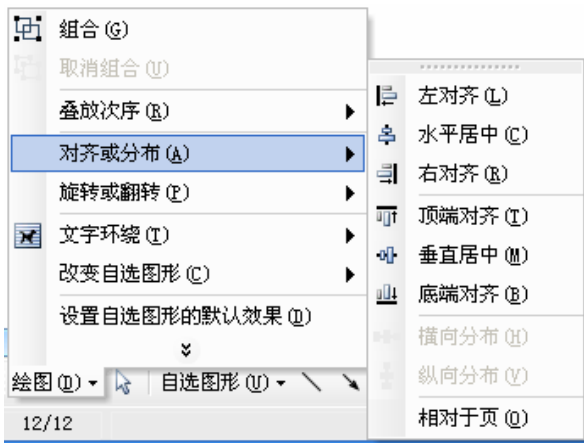 组合(G)
取消组合(U)
叠放次序(R)
对齐或分布(A)
旋转或翻转(P)
文字环绕(T)
改变自选图形(C)
设置自选图形的默认效果(D)
绘图(D)
自选图形(U)
12/12
左对齐(L)
水平居中(C)
右对齐(R)
顶端对齐(T)
垂直居中(M)
底端对齐(B)
横向分布(H)
纵向分布(V)
相对于页(O)